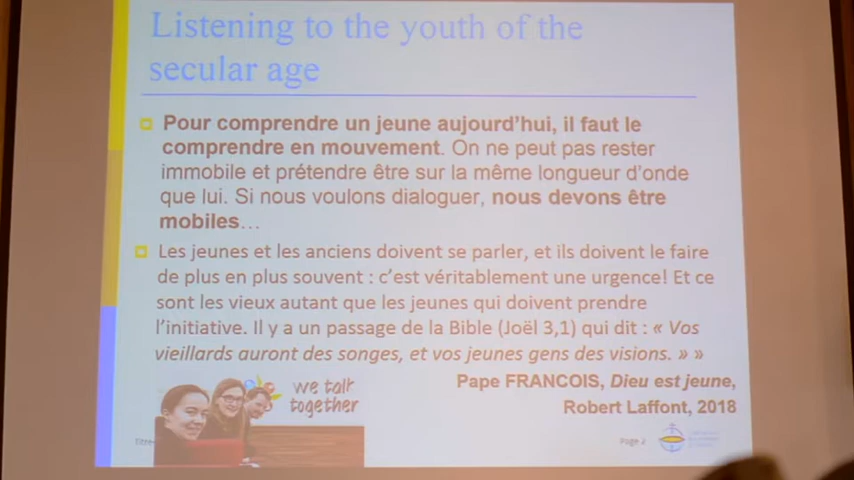 Listening to the youth of the
secular age
Pour comprendre un jeune aujourd'hui, il faut le
comprendre en mouvement. On ne peut pas rester
immobile et prétendre être sur la même longueur d'onde
que lui. Si nous voulons dialoguer, nous devons être
mobiles…
Les jeunes et les anciens doivent se parler, et ils doivent le faire
de plus en plus souvent : c'est véritablement une urgence! Et ce
sont les vieux autant que les jeunes qui doivent prendre
l'initiative. Il y a un passage de la Bible (Joël 3,1) qui dit : « Vos
vieillards auront des songes, et vos jeunes gens des visions. » »
Pape FRANCOIS, Dieu est jeune,
Robert Laffont, 2018
we talk
together
Titre
Page 2